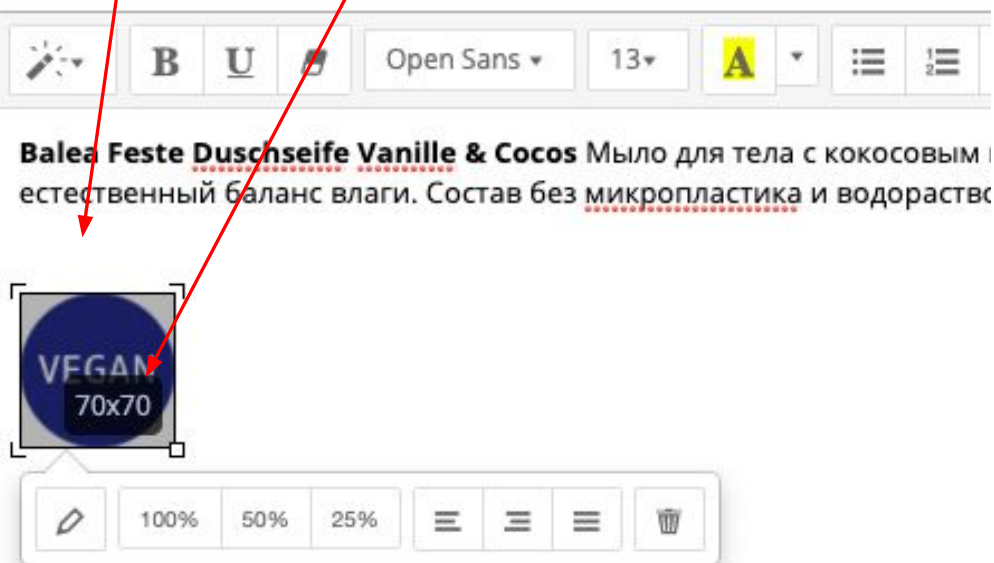 B U Open Sans 13 A
Balea Feste Duschseife Vanille & Cocos Мыло для тела с кокосовым
естественный баланс влаги. Состав без микропластика и
VEGAN
70x70
100% 50% 25%